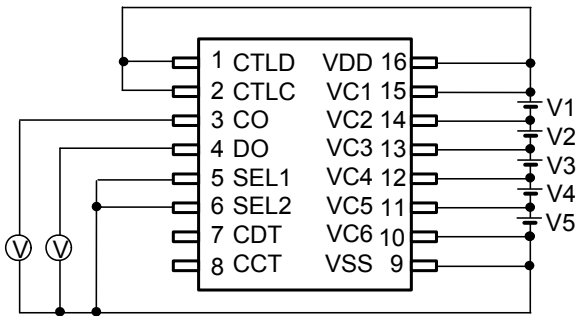 1 CTLD VDD 16
2 CTLC VC1 15
V1
3 CO VC2 14
V2
4 DO VC3 13
V3
5 SEL1 VC4 12
V4
6 SEL2 VC5 11
V5
7 CDT VC6 10
8 CCT VSS 9
V V